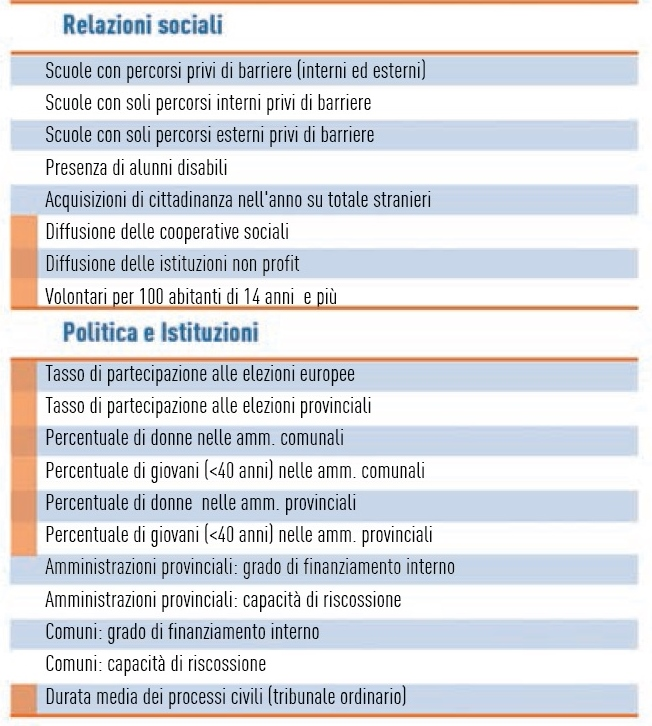 Relazioni sociali
Scuole con percorsi privi di barriere (interni ed esterni)
Scuole con soli percorsi interni privi di barriere
Scuole con soli percorsi esterni privi di barriere
Presenza di alunni disabili
Acquisizioni di cittadinanza nell'anno su totale stranieri
Diffusione delle cooperative sociali
Diffusione delle istituzioni non profit
Volontari per 100 abitanti di 14 anni e più
Politica e Istituzioni
Tasso di partecipazione alle elezioni europee
Tasso di partecipazione alle elezioni provinciali
Percentuale di donne nelle amm. comunali
Percentuale di giovani (<40 anni) nelle amm. comunali
Percentuale di donne nelle amm. provinciali
Percentuale di giovani (<40 anni) nelle amm. provinciali
Amministrazioni provinciali: grado di finanziamento interno
Amministrazioni provinciali: capacità di riscossione
Comuni: grado di finanziamento interno
Comuni: capacità di riscossione
Durata media dei processi civili (tribunale ordinario)